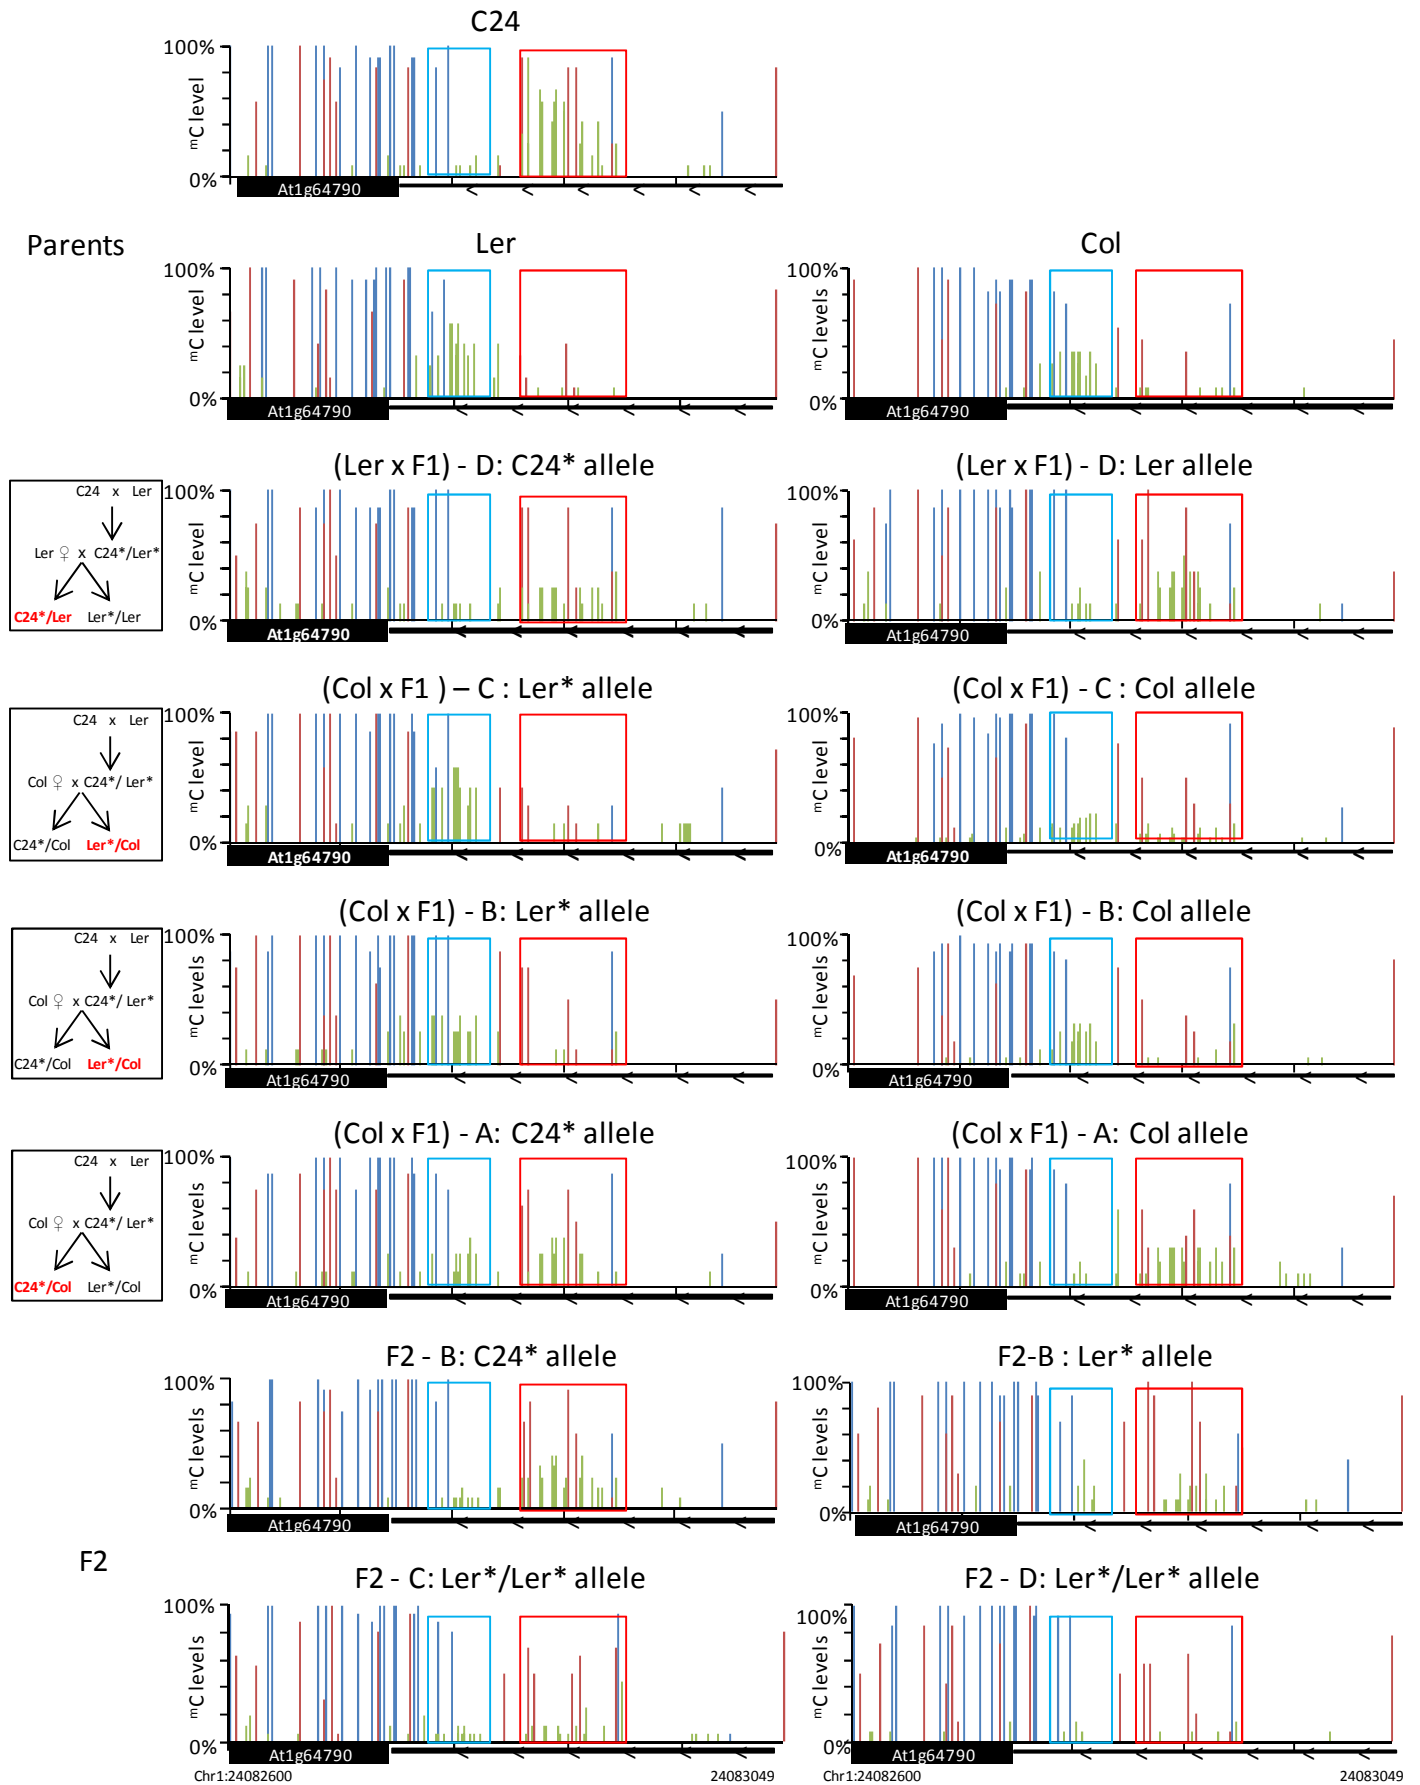 C24
100%
mC level
0%
At1g64790
Parents
Ler
Col
100%
mC level
0%
At1g64790
100%
mC levels
0%
At1g64790
(Ler x F1) - D: C24* allele
(Ler x F1) - D: Ler allele
C24 x Ler
Ler ♀ x C24*/Ler*
C24*/Ler Ler*/Ler
100%
mC level
0%
At1g64790
100%
mC level
0%
At1g64790
(Col x F1 ) – C : Ler* allele
(Col x F1) - C : Col allele
C24 x Ler
Col ♀ x C24*/ Ler*
C24*/Col Ler*/Col
100%
mC level
0%
At1g64790
100%
mC level
0%
At1g64790
(Col x F1) - B: Ler* allele
(Col x F1) - B: Col allele
C24 x Ler
Col ♀ x C24*/ Ler*
C24*/Col Ler*/Col
100%
mC levels
0%
At1g64790
100%
mC levels
0%
At1g64790
(Col x F1) - A: C24* allele
(Col x F1) - A: Col allele
C24 x Ler
Col ♀ x C24*/ Ler*
C24*/Col Ler*/Col
100%
mC levels
0%
At1g64790
100%
mC levels
0%
At1g64790
F2 - B: C24* allele
F2-B : Ler* allele
100%
mC levels
0%
At1g64790
100%
mC levels
0%
At1g64790
F2
F2 - C: Ler*/Ler* allele
F2 - D: Ler*/Ler* allele
100%
mC levels
0%
At1g64790
100%
mC levels
0%
At1g64790
Chr1:24082600 24083049
Chr1:24082600 24083049